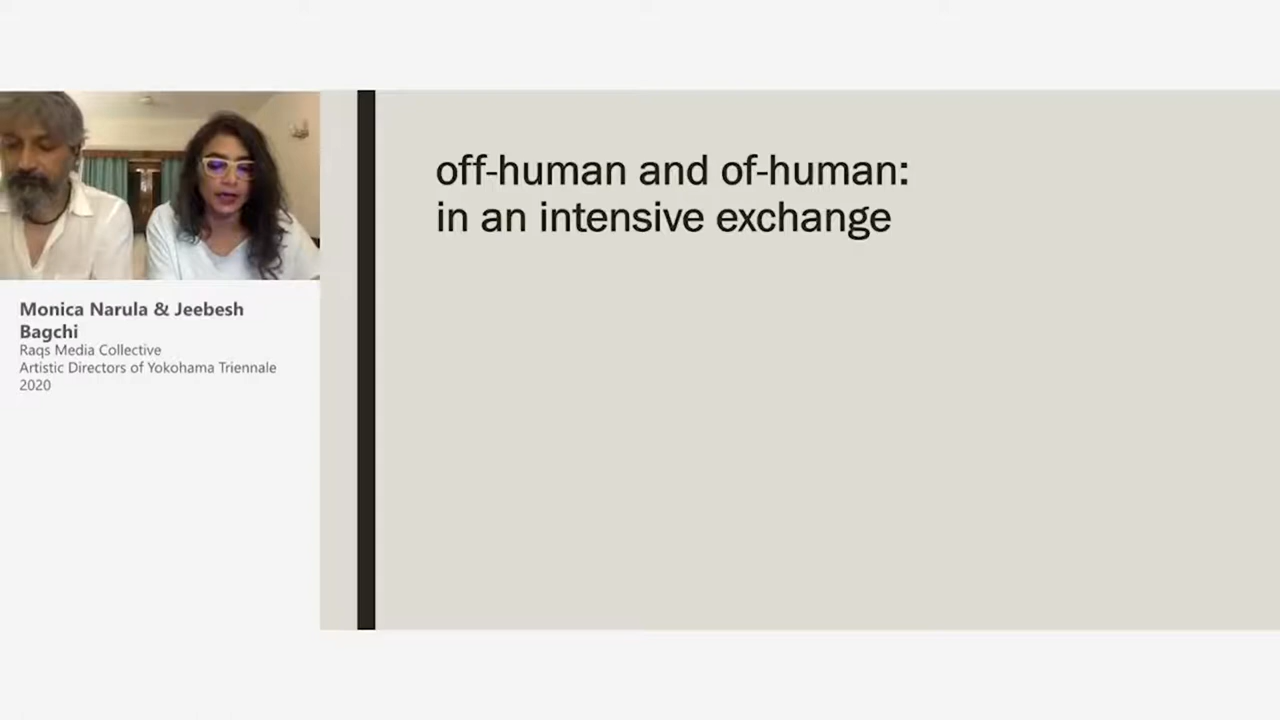 off-human and of-human:
in an intensive exchange
Monica Narula & Jeebesh
Bagchi
Raqs Media Collective
Artistic Directors of Yokohama Triennale
2020